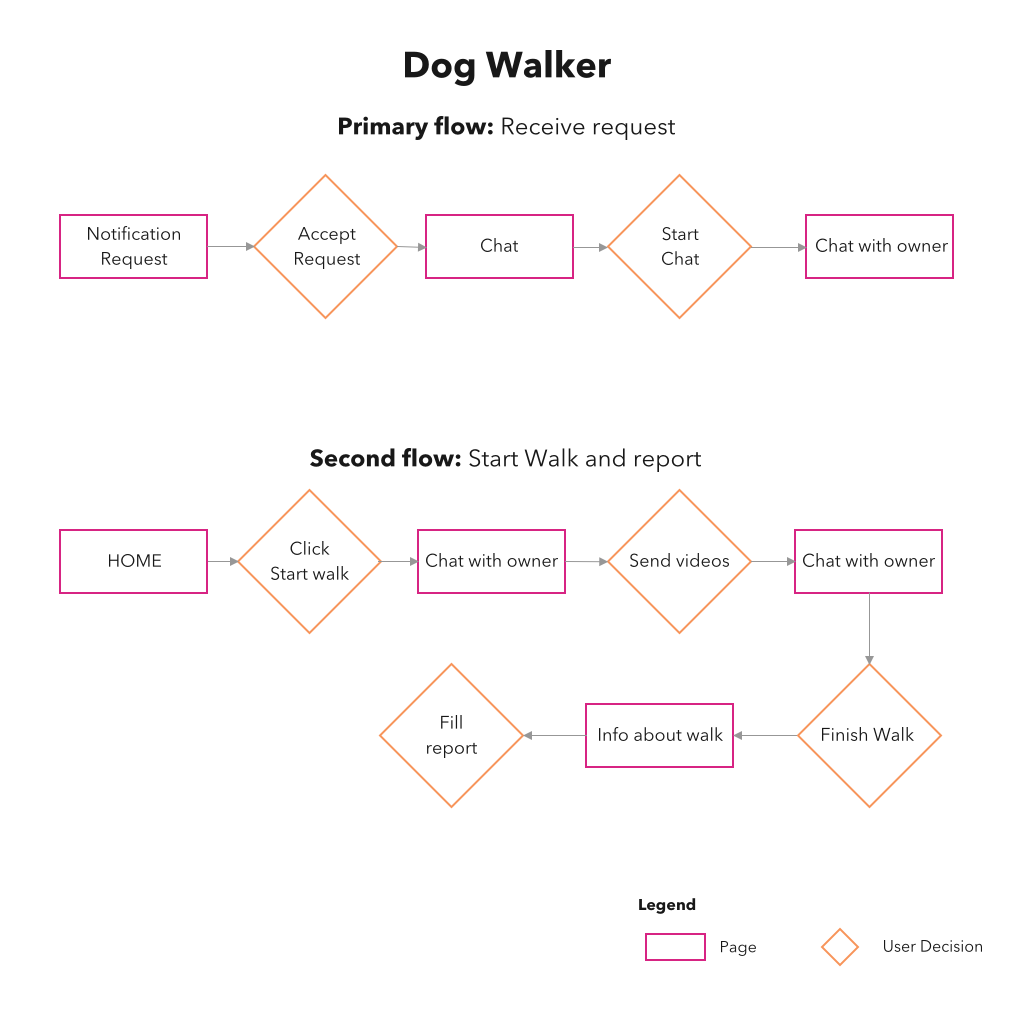 Dog Walker
Primary flow: Receive request
Notification
Request
Accept
Request
Chat
Start
Chat
Chat with owner
Second flow: Start Walk and report
HOME
Click
Start walk
Chat with owner
Send videos
Chat with owner
Fill
report
Info about walk
Finish Walk
Legend
Page
User Decision